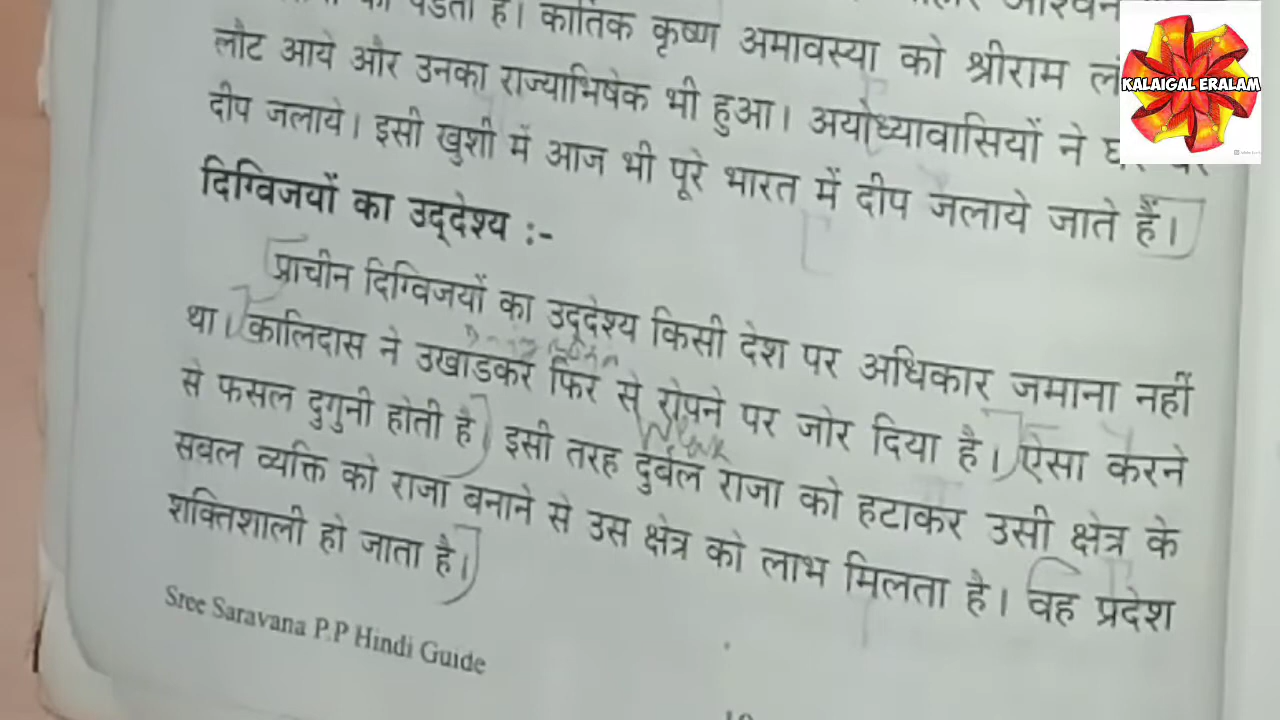 को पड़ता है। कार्तिक कृष्ण अमावस्या को श्रीराम
लौट आये और उनका राज्याभिषेक भी हुआ। अयोध्यावासियों ने
दीप जलाये। इसी खुशी में आज भी पूरे भारत में दीप जलाये जाते हैं।
दिग्विजयों का उद्देश्य :-
प्राचीन दिग्विजयों का उद्देश्य किसी देश पर अधिकार जमाना नहीं
था। कालिदास ने उखाडकर फिर से रोपने पर जोर दिया है। ऐसा करने
से फसल दुगुनी होती है। इसी तरह दुर्बल राजा को हटाकर उसी क्षेत्र के
Weak
सबल व्यक्ति को राजा बनाने से उस क्षेत्र को लाभ मिलता है। वह प्रदेश
शक्तिशाली हो जाता है।
Sree Saravana P.P Hindi Guide
KALAIGAL ERALAM